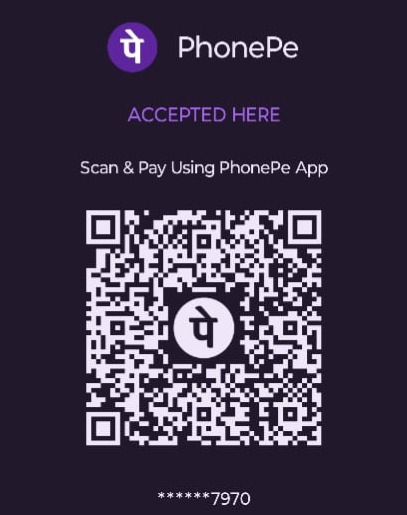 पे PhonePe
ACCEPTED HERE
Scan & Pay Using PhonePe App
पे
******7970